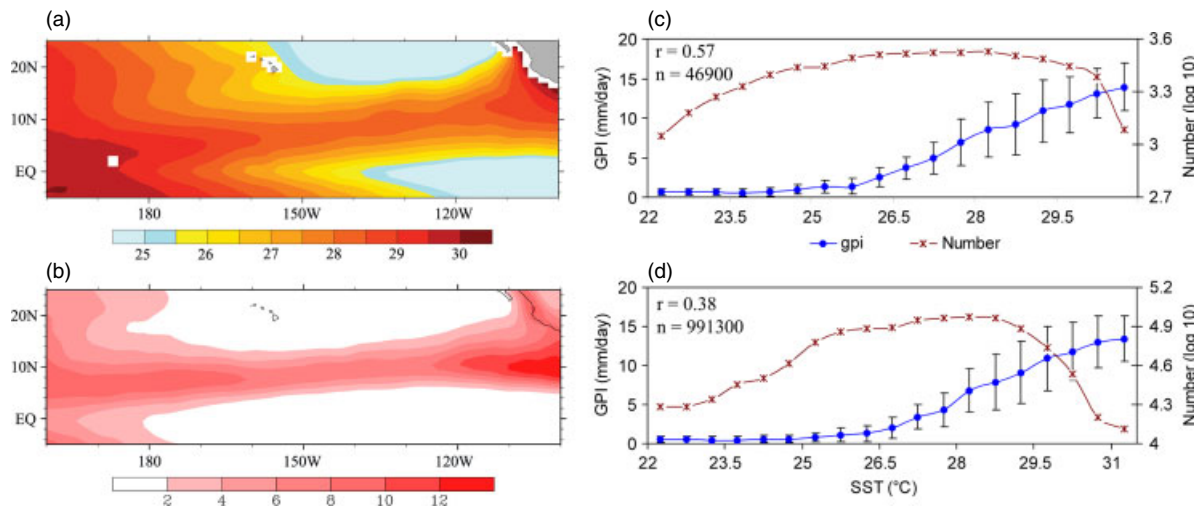 (a)
20N
10N
EQ
180 150W 120W
25 26 27 28 29 30
(b)
20N
10N
EQ
180 150W 120W
2 4 6 8 10 12
(c)
20 3.6
r = 0.57
n = 46900
15 3.3
10 3
5
0 2.7
GPI (mm/day)
Number (log 10)
22 23.5 25 26.5 28 29.5
gpi Number
(d)
20 5.2
r = 0.38
n = 991300
15 4.9
10 4.6
5 4.3
0 4
GPI (mm/day)
Number (log 10)
22 23.5 25 26.5 28 29.5 31
SST (°C)